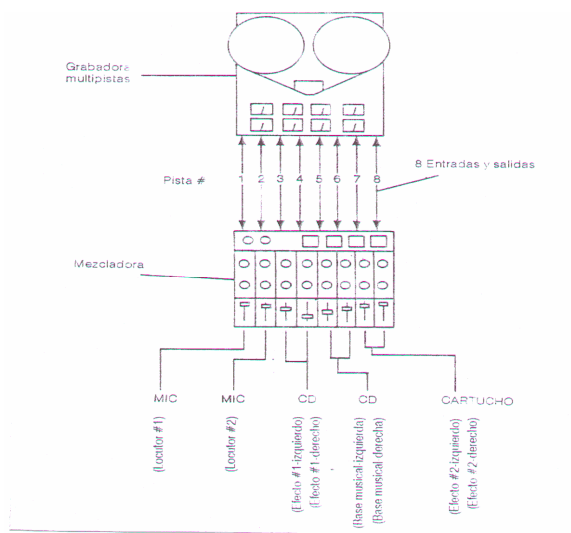 Grabadora
multipistas
8 Entradas y salidas
Pista # 1 2 3 4 5 6 7 8
Mezcladora
MIC MIC CD CD CARTUCHO
(Locutor #1)
(Locutor #2)
(Efecto #1-izquierdo)
(Efecto #1-derecho)
(Base musical-izquierda)
(Base musical derecha)
(Efecto #2-izquierdo)
(Efecto #2-derecho)